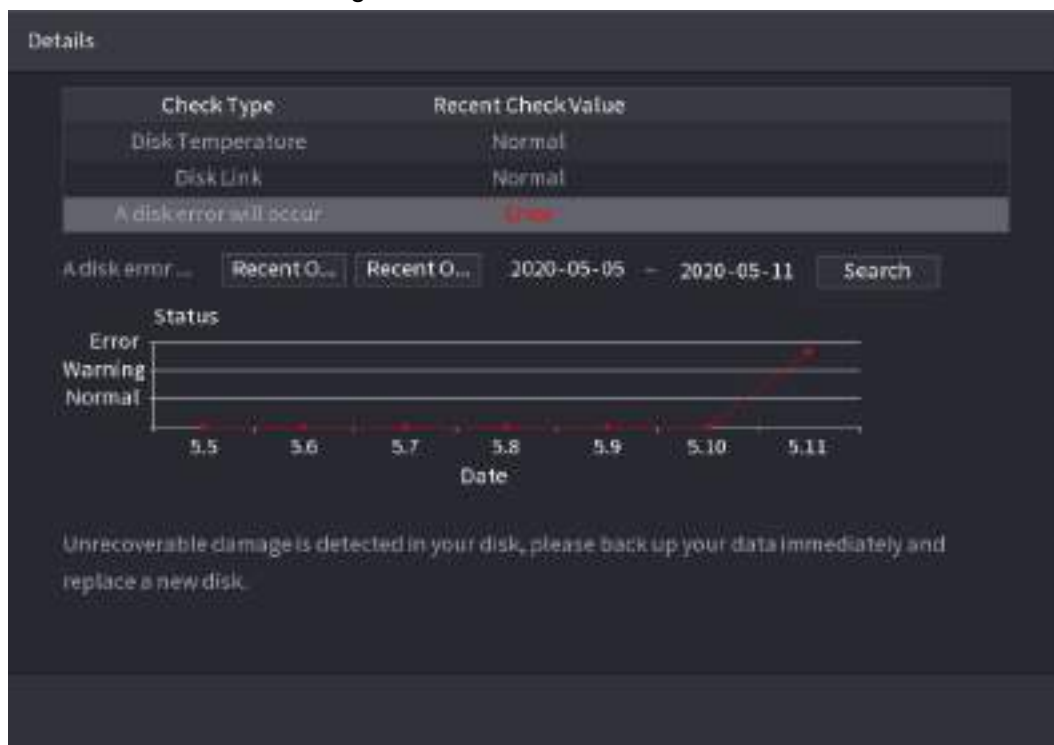 Details
Check Type Recent Check Value
Disk Temperature Normal
Disk Link Normal
A disk error will occur Error
A disk error ... Recent O... Recent O... 2020-05-05 - 2020-05-11 Search
Status
Error
Warning
Normal
5.5 5.6 5.7 5.8 5.9 5.10 5.11
Date
Unrecoverable damage is detected in your disk, please back up your data immediately and
replace a new disk.